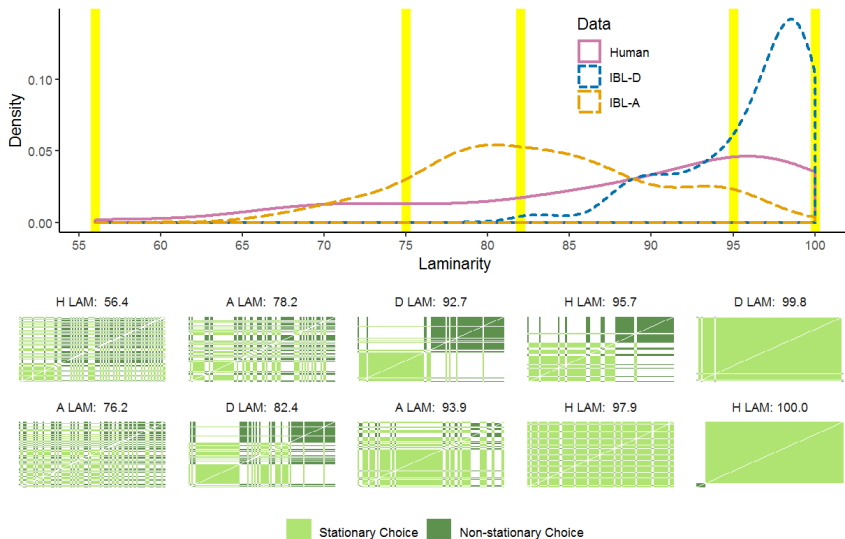 Data
Human
IBL-D
IBL-A
Density
0.10
0.05
0.00
55 60 65 70 75 80 85 90 95 100
Laminarity
H LAM: 56.4 A LAM: 78.2 D LAM: 92.7 H LAM: 95.7 D LAM: 99.8
A LAM: 76.2 D LAM: 82.4 A LAM: 93.9 H LAM: 97.9 H LAM: 100.0
Stationary Choice Non-stationary Choice